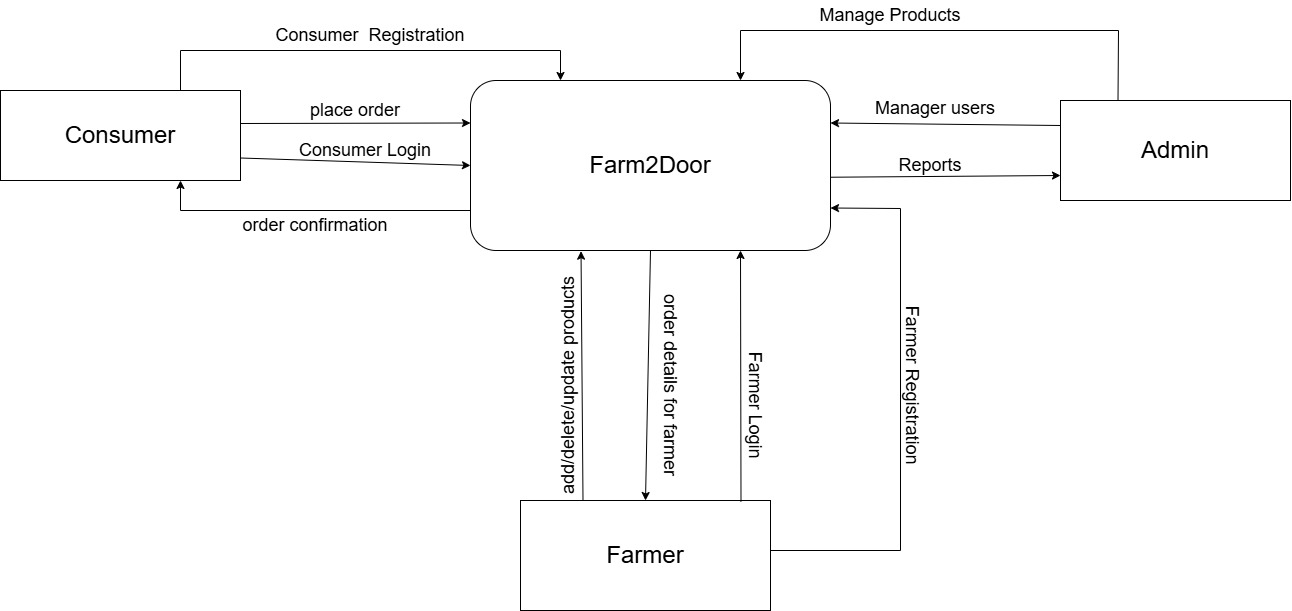 Manage Products
Consumer  Registration
place order
Manager users
Consumer
Consumer Login
Farm2Door
Admin
Reports
order confirmation
add/delete/update products
order details for farmer
Farmer Login
Farmer Registration
Farmer